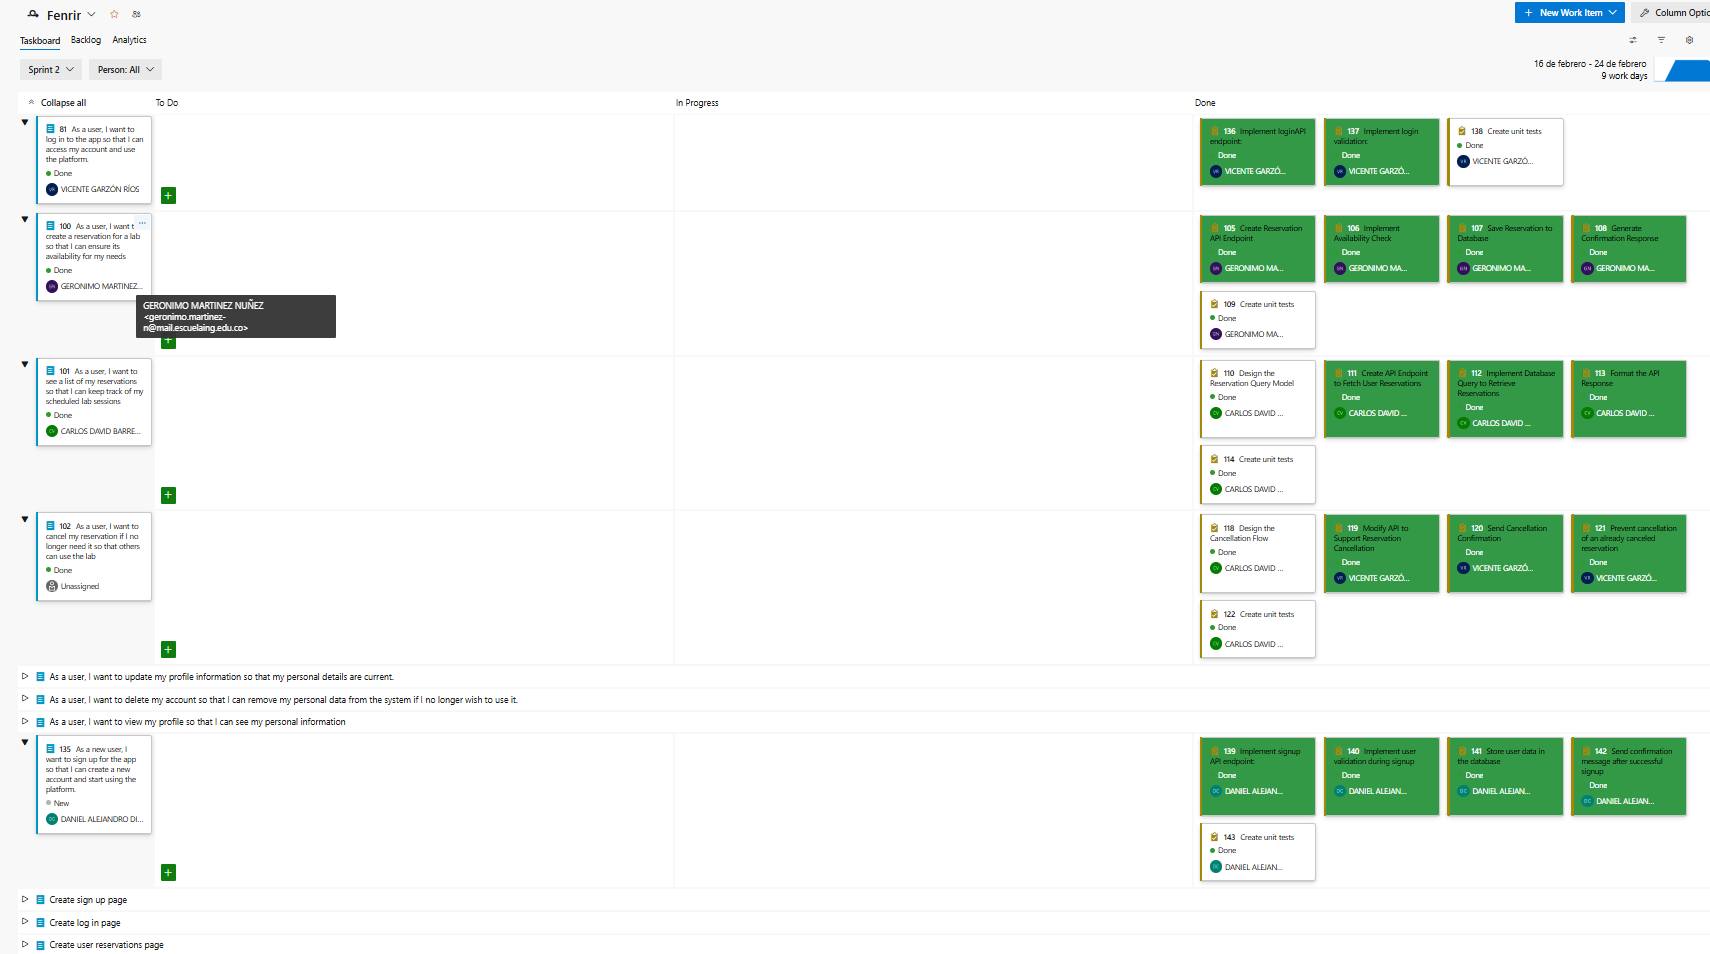 Fenrir
New Work Item
Column Optio
Taskboard Backlog Analytics
Sprint 2
Person: All
16 de febrero - 24 de febrero
9 work days
Collapse all
To Do
In Progress
Done
81 As a user, I want to
log in to the app so that I can
access my account and use
the platform.
Done
VICENTE GARZÓN RÍOS
136 Implement loginAPI
endpoint:
Done
VICENTE GARZÓ...
137 Implement login
validation:
Done
VICENTE GARZÓ...
138 Create unit tests
Done
VICENTE GARZÓ...
100 As a user, I want t
create a reservation for a lab
so that I can ensure its
availability for my needs
Done
GERONIMO MARTINEZ...
GERONIMO MARTINEZ NUÑEZ
<geronimo.martinez-
n@mail.escuelaing.edu.co>
105 Create Reservation
API Endpoint
Done
GERONIMO MA...
106 Implement
Availability Check
Done
GERONIMO MA...
107 Save Reservation to
Database
Done
GERONIMO MA...
108 Generate
Confirmation Response
Done
GERONIMO MA...
109 Create unit tests
Done
GERONIMO MA...
101 As a user, I want to
see a list of my reservations
so that I can keep track of my
scheduled lab sessions
Done
CARLOS DAVID BARRE...
110 Design the
Reservation Query Model
Done
CARLOS DAVID ...
111 Create API Endpoint
to Fetch User Reservations
Done
CARLOS DAVID ...
112 Implement Database
Query to Retrieve
Reservations
Done
CARLOS DAVID ...
113 Format the API
Response
Done
CARLOS DAVID ...
114 Create unit tests
Done
CARLOS DAVID ...
102 As a user, I want to
cancel my reservation if I no
longer need it so that others
can use the lab
Done
Unassigned
118 Design the
Cancellation Flow
Done
CARLOS DAVID ...
119 Modify API to
Support Reservation
Cancellation
Done
VICENTE GARZÓ...
120 Send Cancellation
Confirmation
Done
VICENTE GARZÓ...
121 Prevent cancellation
of an already canceled
reservation
Done
VICENTE GARZÓ...
122 Create unit tests
Done
CARLOS DAVID ...
As a user, I want to update my profile information so that my personal details are current.
As a user, I want to delete my account so that I can remove my personal data from the system if I no longer wish to use it.
As a user, I want to view my profile so that I can see my personal information
135 As a new user, I
want to sign up for the app
so that I can create a new
account and start using the
platform.
New
DANIEL ALEJANDRO DI...
139 Implement signup
API endpoint:
Done
DANIEL ALEJAN...
140 Implement user
validation during signup
Done
DANIEL ALEJAN...
141 Store user data in
the database
Done
DANIEL ALEJAN...
142 Send confirmation
message after successful
signup
Done
DANIEL ALEJAN...
143 Create unit tests
Done
DANIEL ALEJAN...
Create sign up page
Create log in page
Create user reservations page